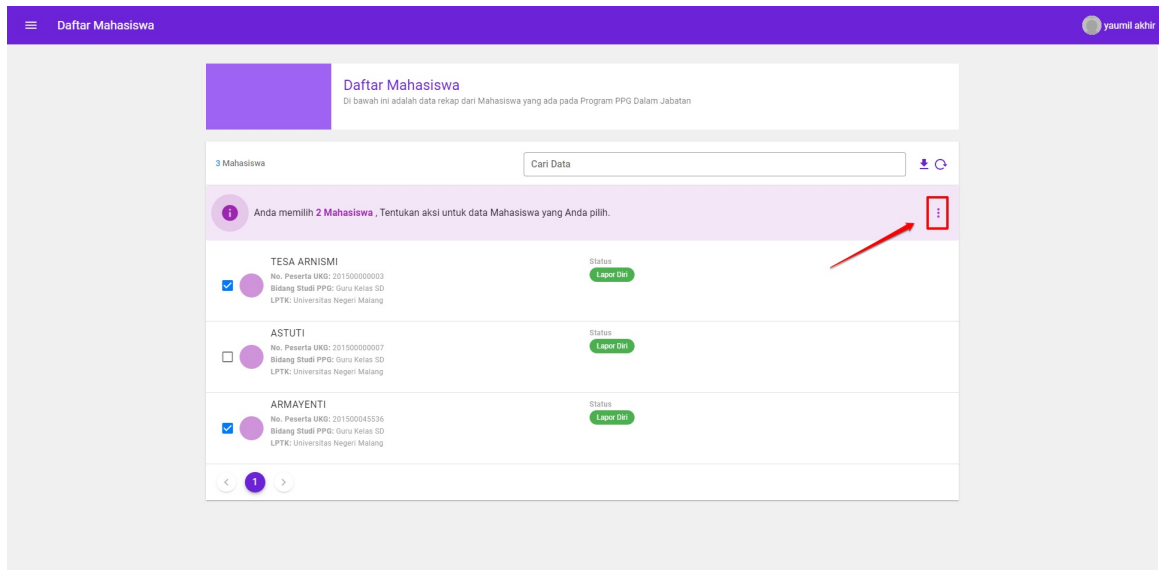 Daftar Mahasiswa
yaumil akhir
Daftar Mahasiswa
Di bawah ini adalah data rekap dari Mahasiswa yang ada pada Program PPG Dalam Jabatan
3 Mahasiswa
Cari Data
Anda memilih 2 Mahasiswa , Tentukan aksi untuk data Mahasiswa yang Anda pilih.
TESA ARNISMI
No. Peserta UKG: 201500000003
Bidang Studi PPG: Guru Kelas SD
LPTK: Universitas Negeri Malang
Status
Lapor Diri
ASTUTI
No. Peserta UKG: 201500000007
Bidang Studi PPG: Guru Kelas SD
LPTK: Universitas Negeri Malang
Status
Lapor Diri
ARMAYENTI
No. Peserta UKG: 201500045536
Bidang Studi PPG: Guru Kelas SD
LPTK: Universitas Negeri Malang
Status
Lapor Diri
1